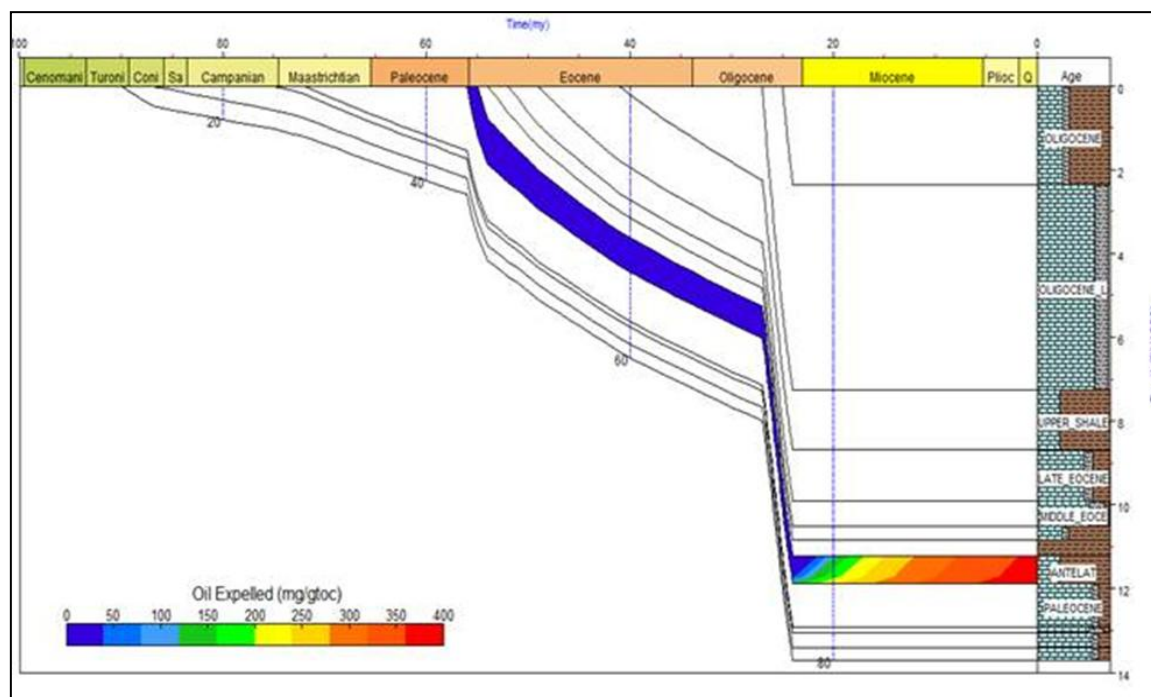 Time(my)
100 80 60 40 20 0
Cenomani Turoni Coni Sa Campanian Maastrichtian Paleocene Eocene Oligocene Miocene Plioc Q Age
0
20
OLIGOCENE
2
40
4
OLIGOCENE_L
6
60
UPPER_SHALE
8
LATE_EOCENE
10
MIDDLE_EOCE
ANTELAT
12
PALEOCENE
80
14
Oil Expelled (mg/gtoc)
0 50 100 150 200 250 300 350 400